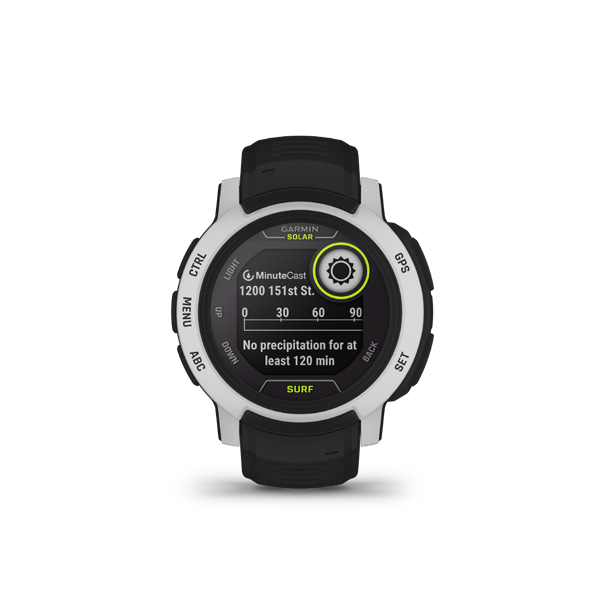 GARMIN
SOLAR
LIGHT
CTRL
GPS
MinuteCast
1200 151st St.
UP
MENU
0 30 60 90
No precipitation for at
least 120 min
DOWN
ABC
BACK
SET
SURF